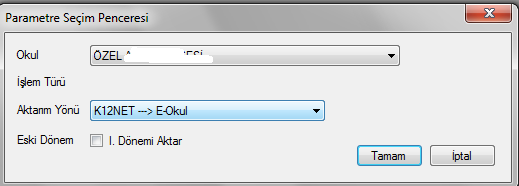 Parametre Seçim Penceresi
Okul ÖZEL
İşlem Türü
Aktarım Yönü K12NET ---> E-Okul
Eski Dönem I. Dönemi Aktar
Tamam İptal